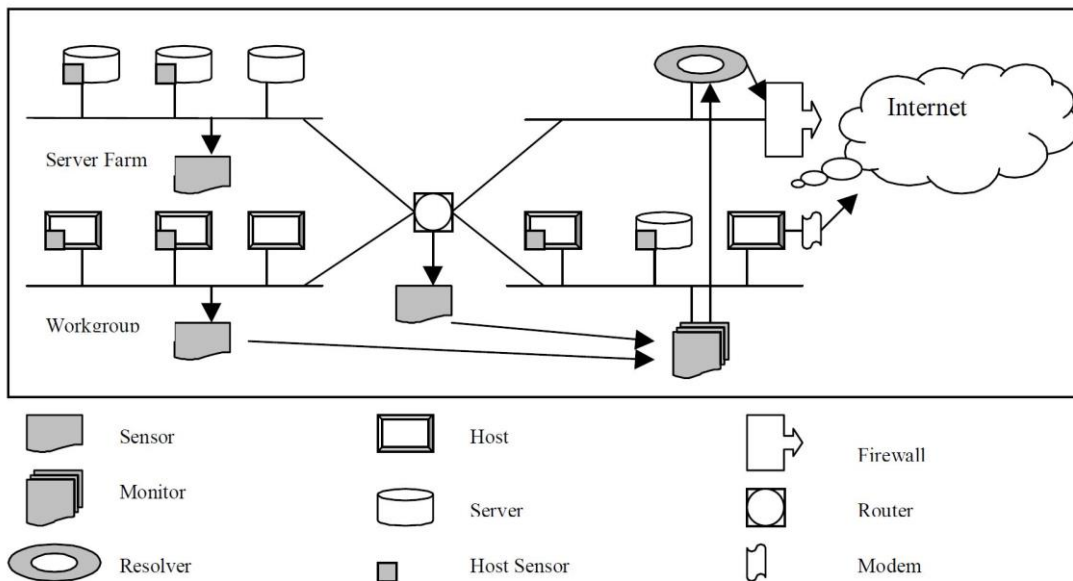 Internet
Server Farm
Workgroup
Sensor
Host
Firewall
Monitor
Server
Router
Resolver
Host Sensor
Modem